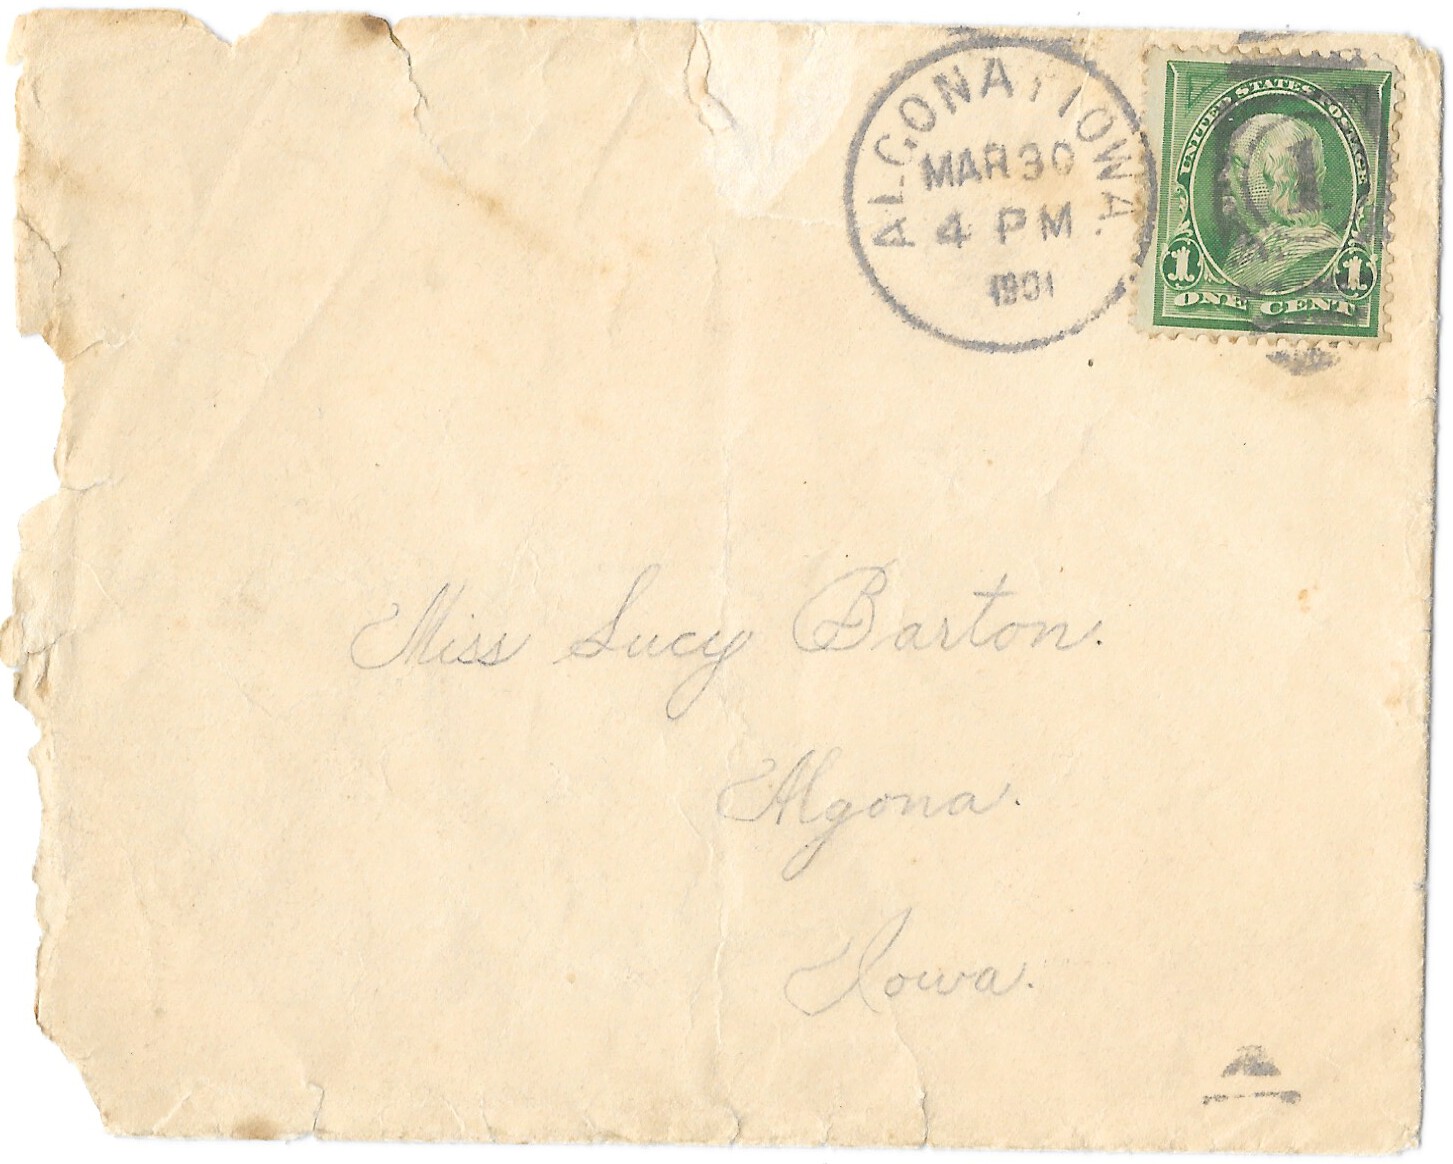 ALGONA, IOWA.
MAR 30
4 PM
1901
UNITED STATES POSTAGE
1
1 1
ONE CENT
Miss Lucy Barton.
Algona.
Iowa.